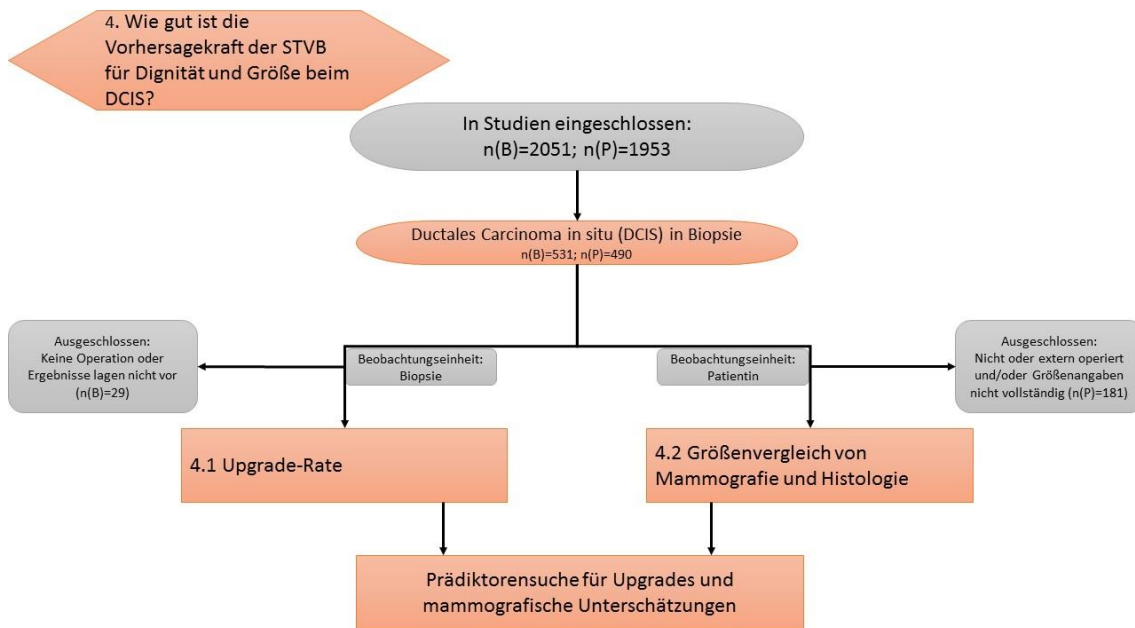 4. Wie gut ist die
Vorhersagekraft der STVB
für Dignität und Größe beim
DCIS?
In Studien eingeschlossen:
n(B)=2051; n(P)=1953
Ductales Carcinoma in situ (DCIS) in Biopsie
n(B)=531; n(P)=490
Ausgeschlossen:
Keine Operation oder
Ergebnisse lagen nicht vor
(n(B)=29)
Beobachtungseinheit:
Biopsie
Beobachtungseinheit:
Patientin
Ausgeschlossen:
Nicht oder extern operiert
und/oder Größenangaben
nicht vollständig (n(P)=181)
4.1 Upgrade-Rate
4.2 Größenvergleich von
Mammografie und Histologie
Prädiktorensuche für Upgrades und
mammografische Unterschätzungen